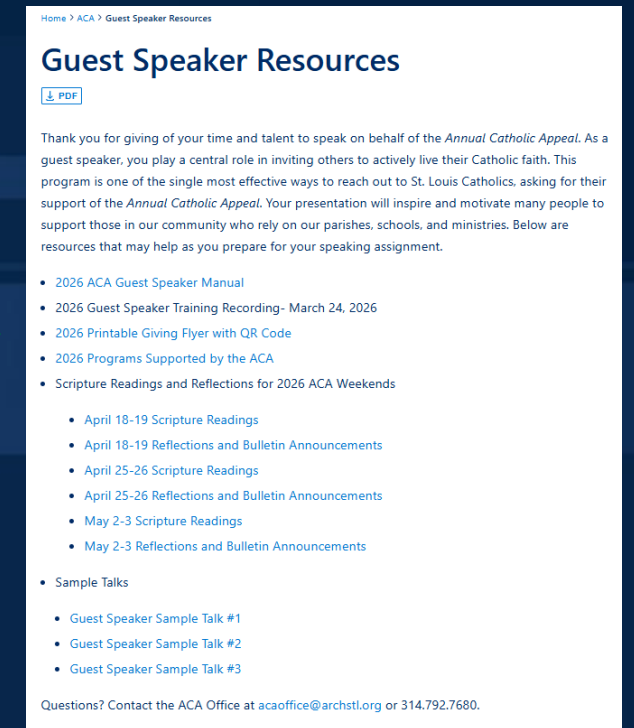 Home > ACA > Guest Speaker Resources
Guest Speaker Resources
PDF
Thank you for giving of your time and talent to speak on behalf of the Annual Catholic Appeal. As a
guest speaker, you play a central role in inviting others to actively live their Catholic faith. This
program is one of the single most effective ways to reach out to St. Louis Catholics, asking for their
support of the Annual Catholic Appeal. Your presentation will inspire and motivate many people to
support those in our community who rely on our parishes, schools, and ministries. Below are
resources that may help as you prepare for your speaking assignment.
• 2026 ACA Guest Speaker Manual
• 2026 Guest Speaker Training Recording- March 24, 2026
• 2026 Printable Giving Flyer with QR Code
• 2026 Programs Supported by the ACA
• Scripture Readings and Reflections for 2026 ACA Weekends
• April 18-19 Scripture Readings
• April 18-19 Reflections and Bulletin Announcements
• April 25-26 Scripture Readings
• April 25-26 Reflections and Bulletin Announcements
• May 2-3 Scripture Readings
• May 2-3 Reflections and Bulletin Announcements
• Sample Talks
• Guest Speaker Sample Talk #1
• Guest Speaker Sample Talk #2
• Guest Speaker Sample Talk #3
Questions? Contact the ACA Office at acaoffice@archstl.org or 314.792.7680.